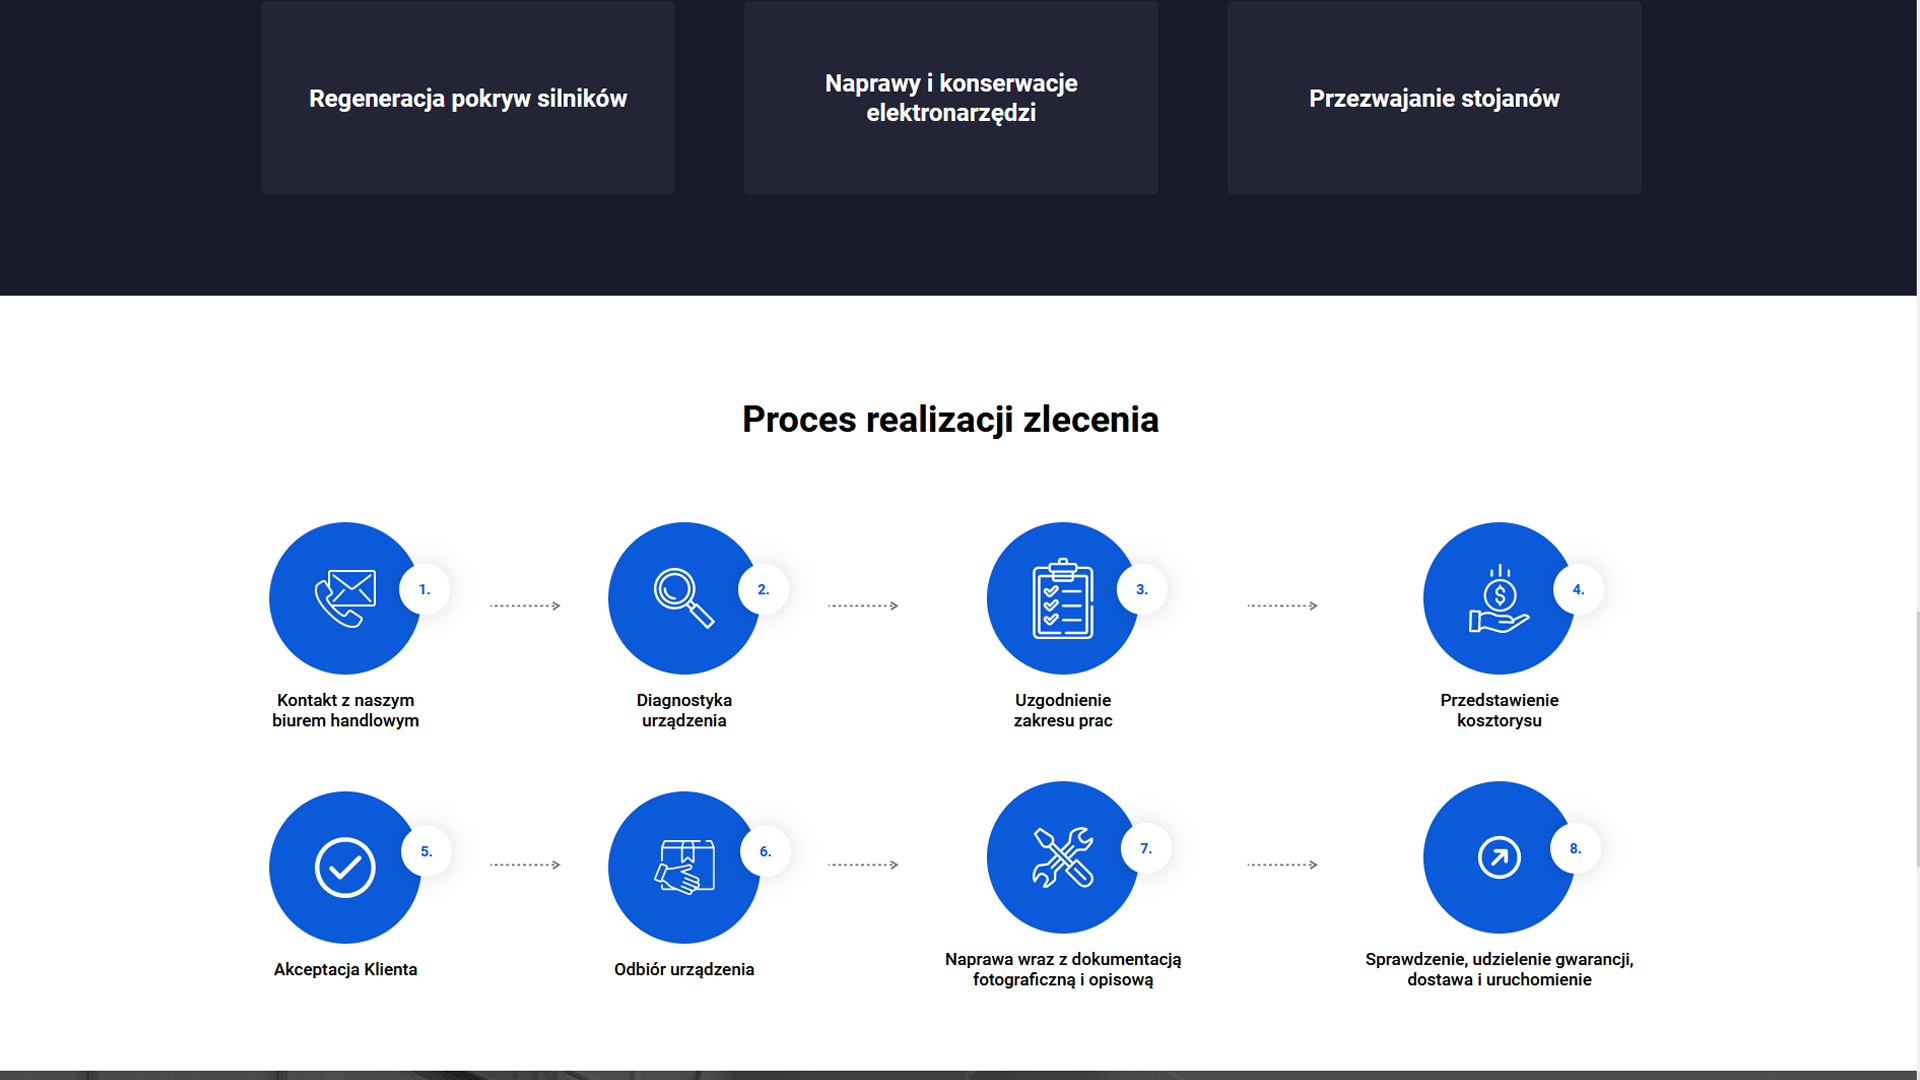 Regeneracja pokryw silników
Naprawy i konserwacje
elektronarzędzi
Przezwajanie stojanów
Proces realizacji zlecenia
1.
Kontakt z naszym
biurem handlowym
2.
Diagnostyka
urządzenia
3.
Uzgodnienie
zakresu prac
$
4.
Przedstawienie
kosztorysu
5.
Akceptacja Klienta
6.
Odbiór urządzenia
7.
Naprawa wraz z dokumentacją
fotograficzną i opisową
8.
Sprawdzenie, udzielenie gwarancji,
dostawa i uruchomienie